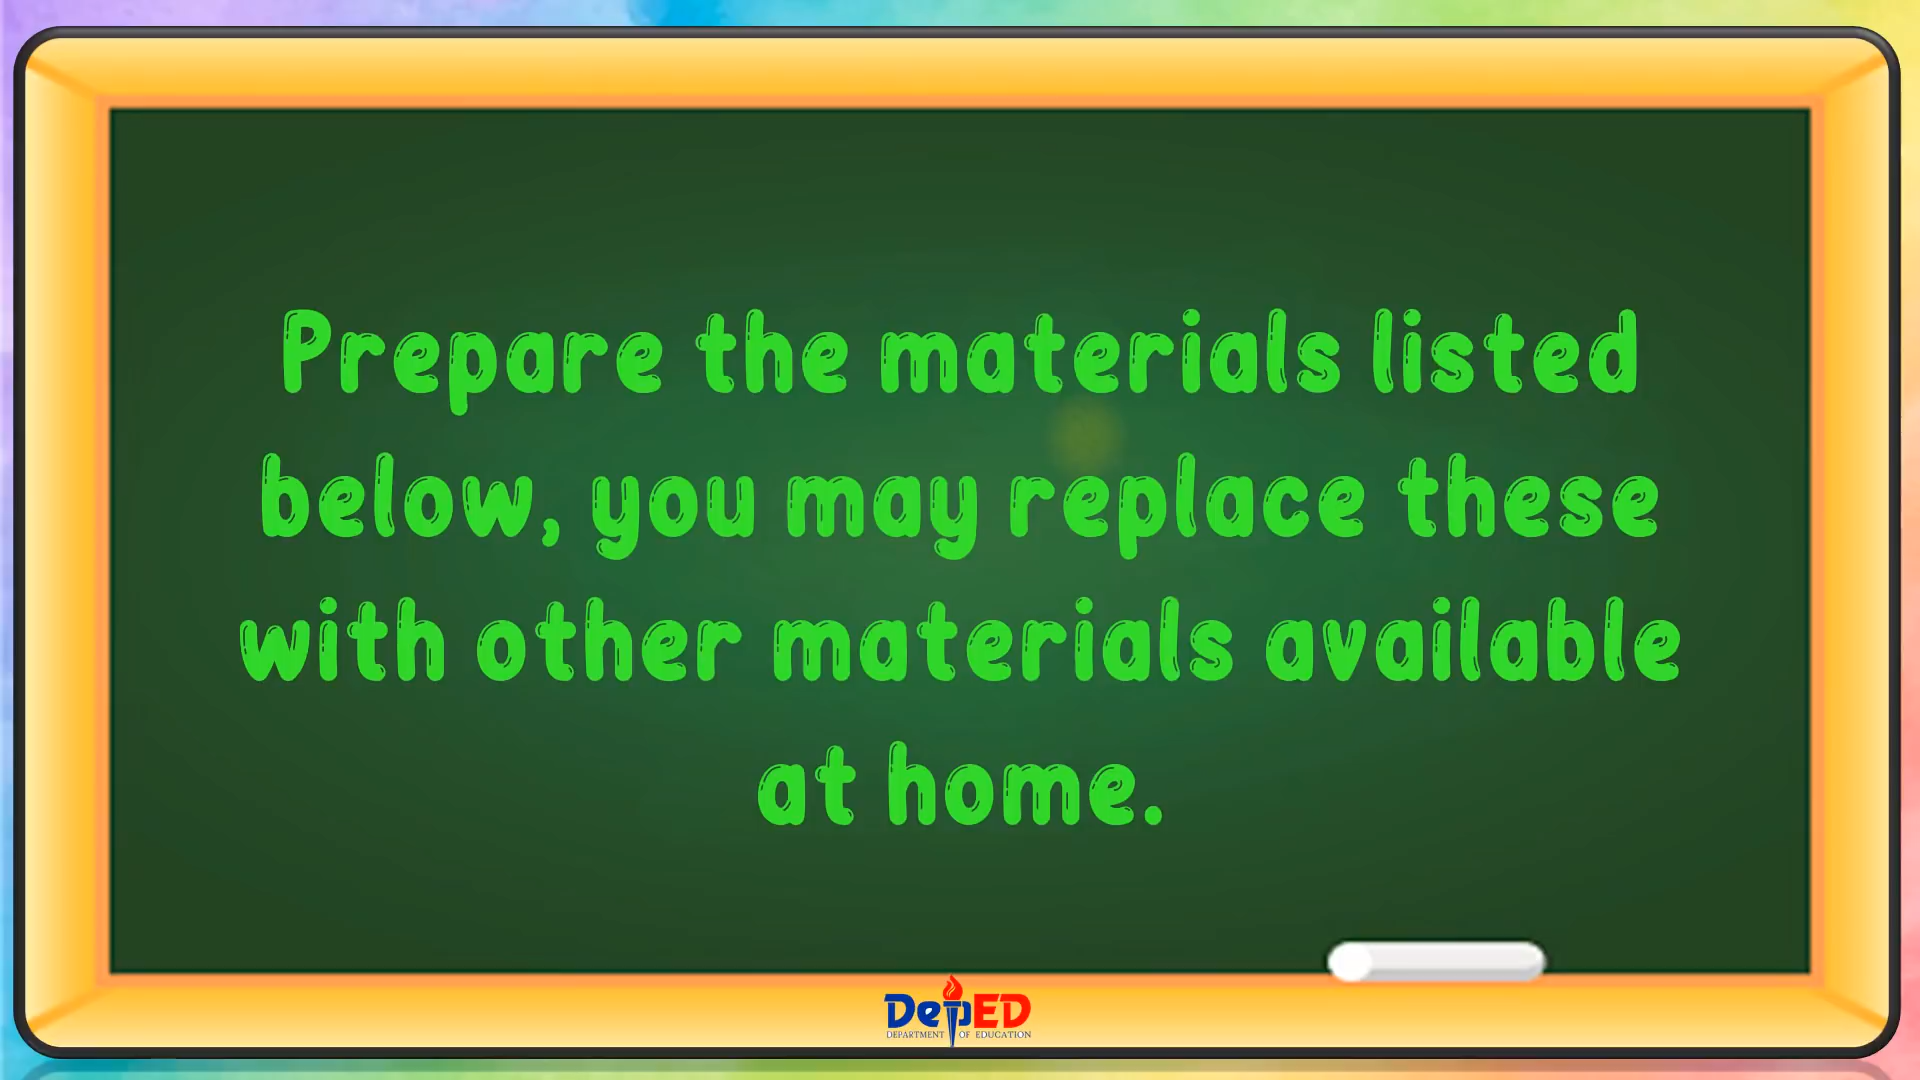 Prepare the materials listed
below, you may replace these
with other materials available
at home.
DepED
DEPARTMENT OF EDUCATION